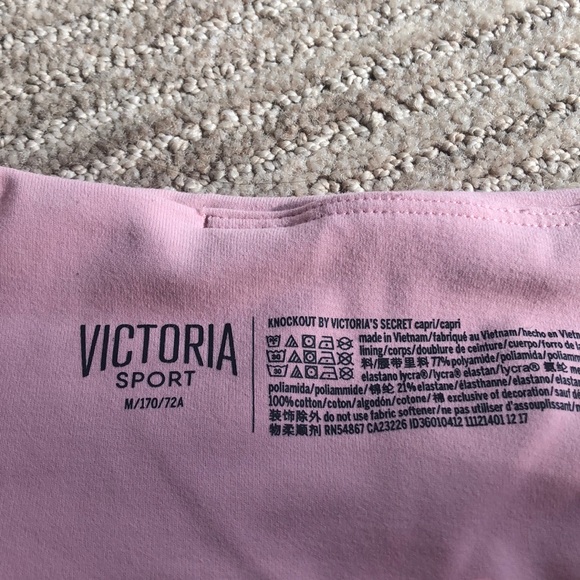 VICTORIA
SPORT
M/170/72A
KNOCKOUT BY VICTORIA'S SECRET capri/capri
made in Vietnam/fabriqué au Vietnam/hecho en Vietn
lining/corps/doublure de ceinture/cuerpo/forro de
料/腰带里料 77% polyamide/poliamida/poliamm
elastano lycra®/lycra® elastan/lycra® 氨纶
poliamida/poliammide/锦纶 21% elastane/élasthanne/elastano
100% cotton/coton/algodón/cotone/棉 exclusive of decoration/sauf dé
装饰除外 do not use fabric softener/ne pas utiliser d'assouplissant/n
物柔顺剂 RN54867 CA23226 ID36010412 11121401 12 17